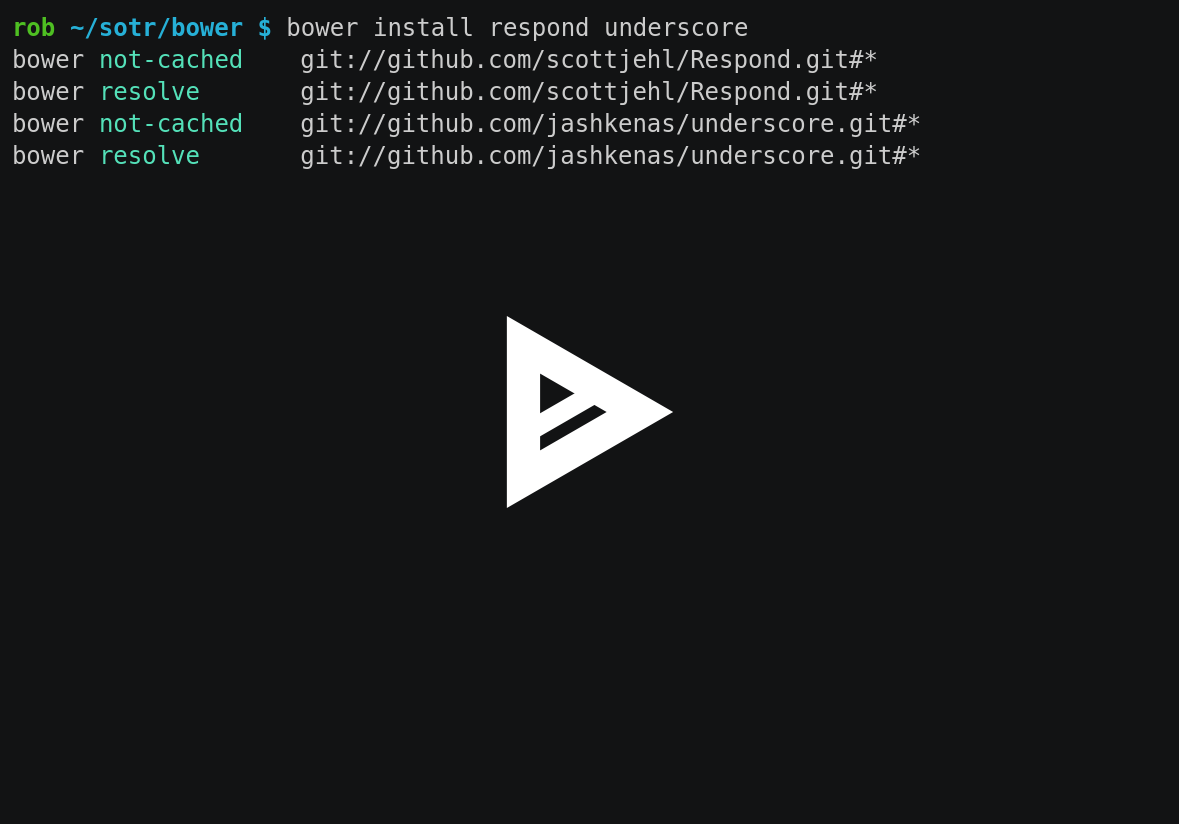 rob ~/sotr/bower $ bower install respond underscore
bower not-cached    git://github.com/scottjehl/Respond.git#*
bower resolve       git://github.com/scottjehl/Respond.git#*
bower not-cached    git://github.com/jashkenas/underscore.git#*
bower resolve       git://github.com/jashkenas/underscore.git#*